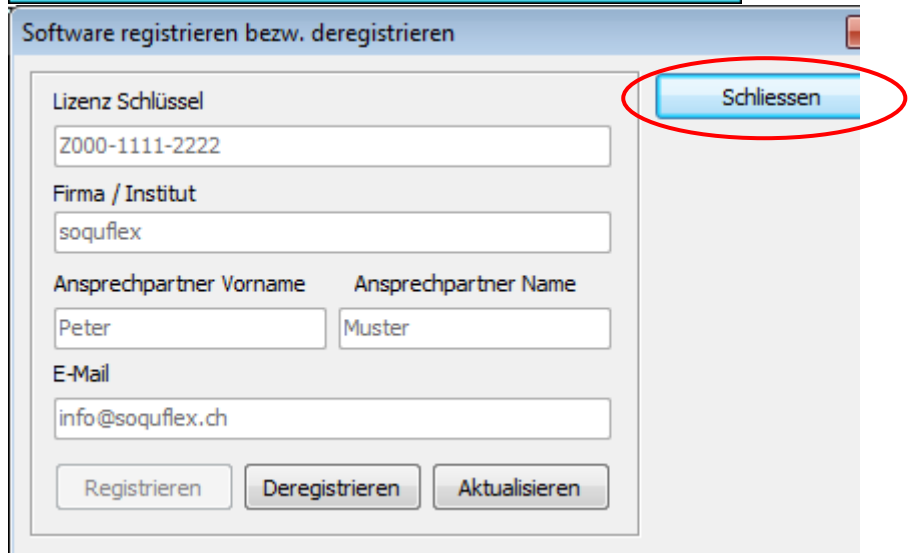 Software registrieren bezw. deregistrieren
Lizenz Schlüssel
Schliessen
Z000-1111-2222
Firma / Institut
soquflex
Ansprechpartner Vorname Ansprechpartner Name
Peter Muster
E-Mail
info@soquflex.ch
Registrieren Deregistrieren Aktualisieren